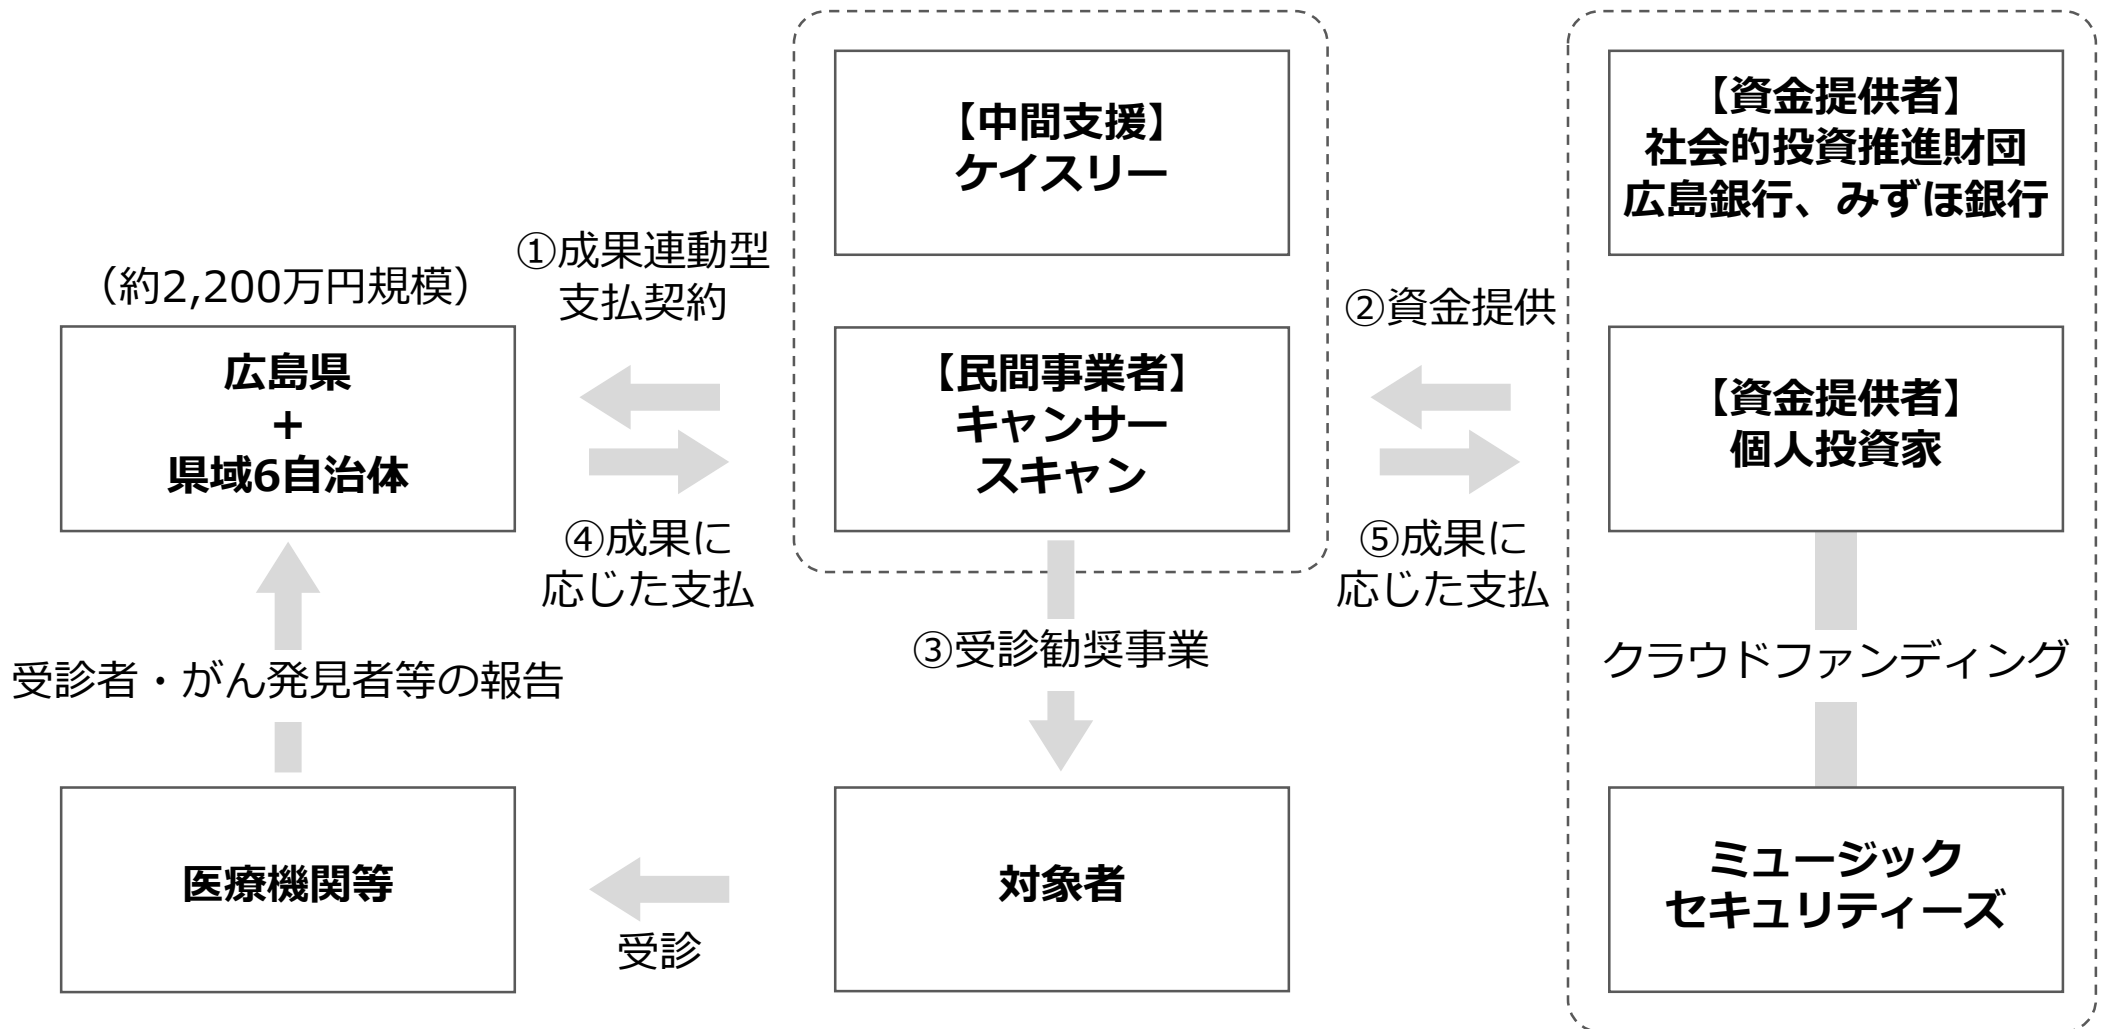 【中間支援】
ケイスリー
【資金提供者】
社会的投資推進財団
広島銀行、みずほ銀行
①成果連動型
支払契約
（約2,200万円規模）
②資金提供
広島県
+
県域6自治体
【民間事業者】
キャンサー
スキャン
【資金提供者】
個人投資家
④成果に
応じた支払
⑤成果に
応じた支払
受診者・がん発見者等の報告
③受診勧奨事業
クラウドファンディング
医療機関等
受診
対象者
ミュージック
セキュリティーズ